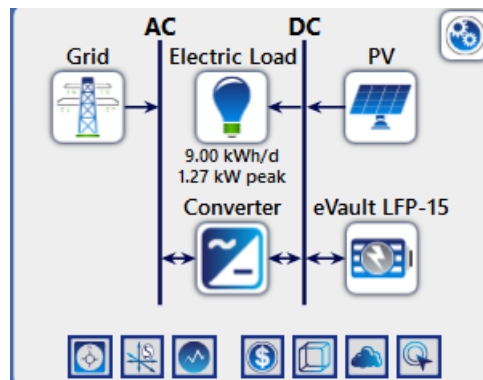 AC DC
Grid Electric Load PV
9.00 kWh/d
1.27 kW peak
Converter eVault LFP-15
S
$